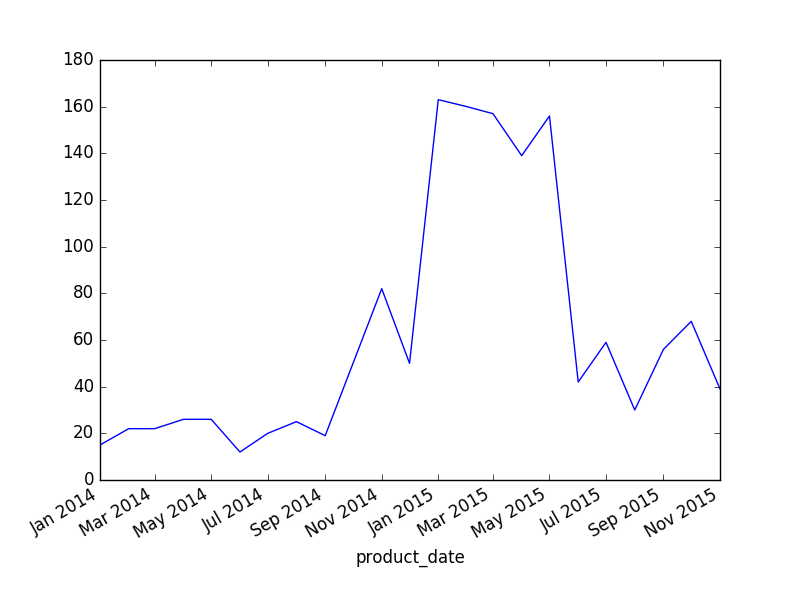 180
160
140
120
100
80
60
40
20
0
Jan 2014
Mar 2014
May 2014
Jul 2014
Sep 2014
Nov 2014
Jan 2015
Mar 2015
May 2015
Jul 2015
Sep 2015
Nov 2015
product_date